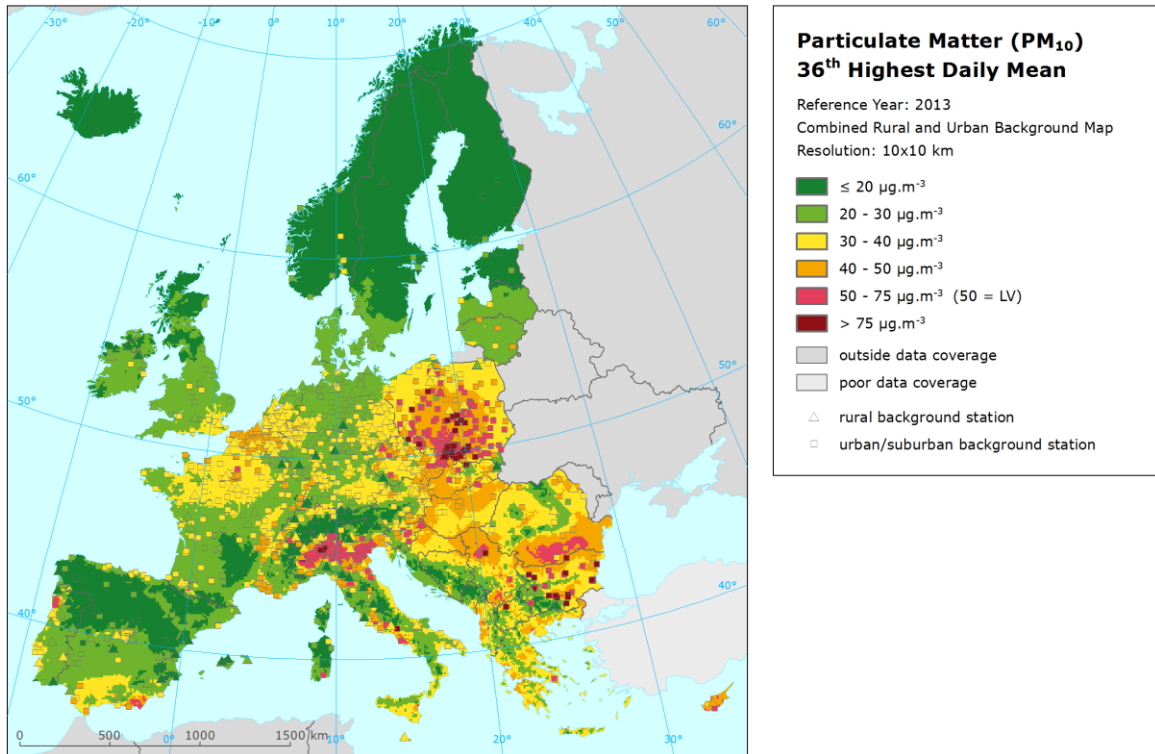 -30° -20° -10° 0° 10° 20° 30° 40° 50° 60°
60°
60°
50°
50°
40°
40°
0° 10° 20° 30°
0 500 1000 1500 km
Particulate Matter (PM₁₀)
36ᵗʰ Highest Daily Mean
Reference Year: 2013
Combined Rural and Urban Background Map
Resolution: 10x10 km
≤ 20 µg.m⁻³
20 - 30 µg.m⁻³
30 - 40 µg.m⁻³
40 - 50 µg.m⁻³
50 - 75 µg.m⁻³ (50 = LV)
> 75 µg.m⁻³
outside data coverage
poor data coverage
rural background station
urban/suburban background station